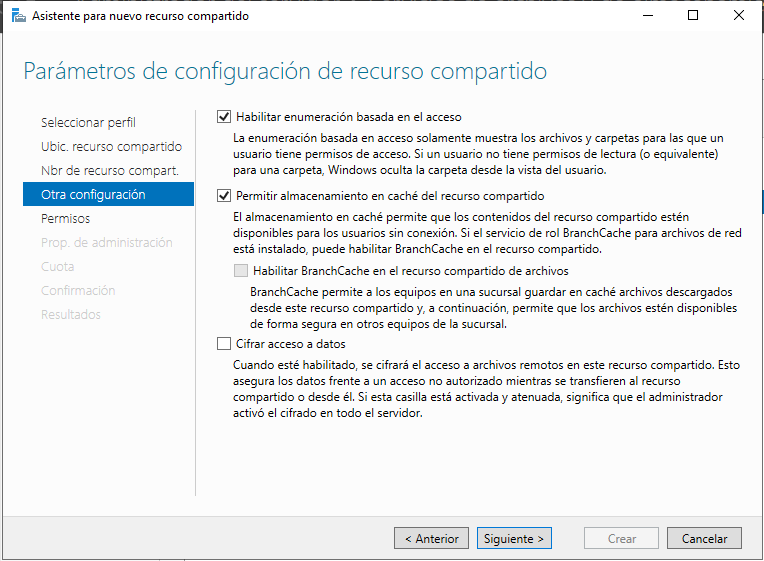 Asistente para nuevo recurso compartido
Parámetros de configuración de recurso compartido
Seleccionar perfil
Ubic. recurso compartido
Nbr de recurso compart.
Otra configuración
Permisos
Prop. de administración
Cuota
Confirmación
Resultados
Habilitar enumeración basada en el acceso
La enumeración basada en acceso solamente muestra los archivos y carpetas para las que un
usuario tiene permisos de acceso. Si un usuario no tiene permisos de lectura (o equivalente)
para una carpeta, Windows oculta la carpeta desde la vista del usuario.
Permitir almacenamiento en caché del recurso compartido
El almacenamiento en caché permite que los contenidos del recurso compartido estén
disponibles para los usuarios sin conexión. Si el servicio de rol BranchCache para archivos de red
está instalado, puede habilitar BranchCache en el recurso compartido.
Habilitar BranchCache en el recurso compartido de archivos
BranchCache permite a los equipos en una sucursal guardar en caché archivos descargados
desde este recurso compartido y, a continuación, permite que los archivos estén disponibles
de forma segura en otros equipos de la sucursal.
Cifrar acceso a datos
Cuando esté habilitado, se cifrará el acceso a archivos remotos en este recurso compartido. Esto
asegura los datos frente a un acceso no autorizado mientras se transfieren al recurso
compartido o desde él. Si esta casilla está activada y atenuada, significa que el administrador
activó el cifrado en todo el servidor.
< Anterior
Siguiente >
Crear
Cancelar